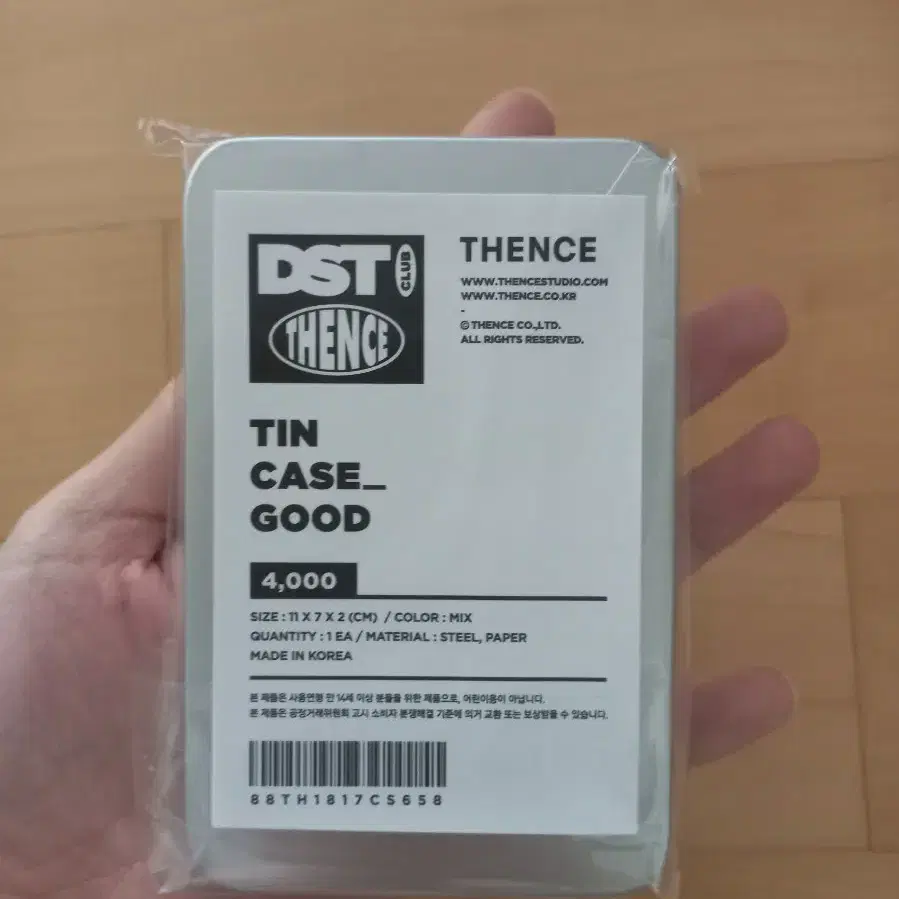 DST CLUB
THENCE
THENCE
WWW.THENCESTUDIO.COM
WWW.THENCE.CO.KR
-
© THENCE CO.,LTD.
ALL RIGHTS RESERVED.
TIN
CASE_
GOOD
4,000
SIZE : 11 X 7 X 2 (CM) / COLOR : MIX
QUANTITY : 1 EA / MATERIAL : STEEL, PAPER
MADE IN KOREA
본 제품은 사용연령 만 14세 이상 분들을 위한 제품으로, 어린이용이 아닙니다.
본 제품은 공정거래위원회 고시 소비자 분쟁해결 기준에 의거 교환 또는 보상받을 수 있습니다.
88TH1817CS658